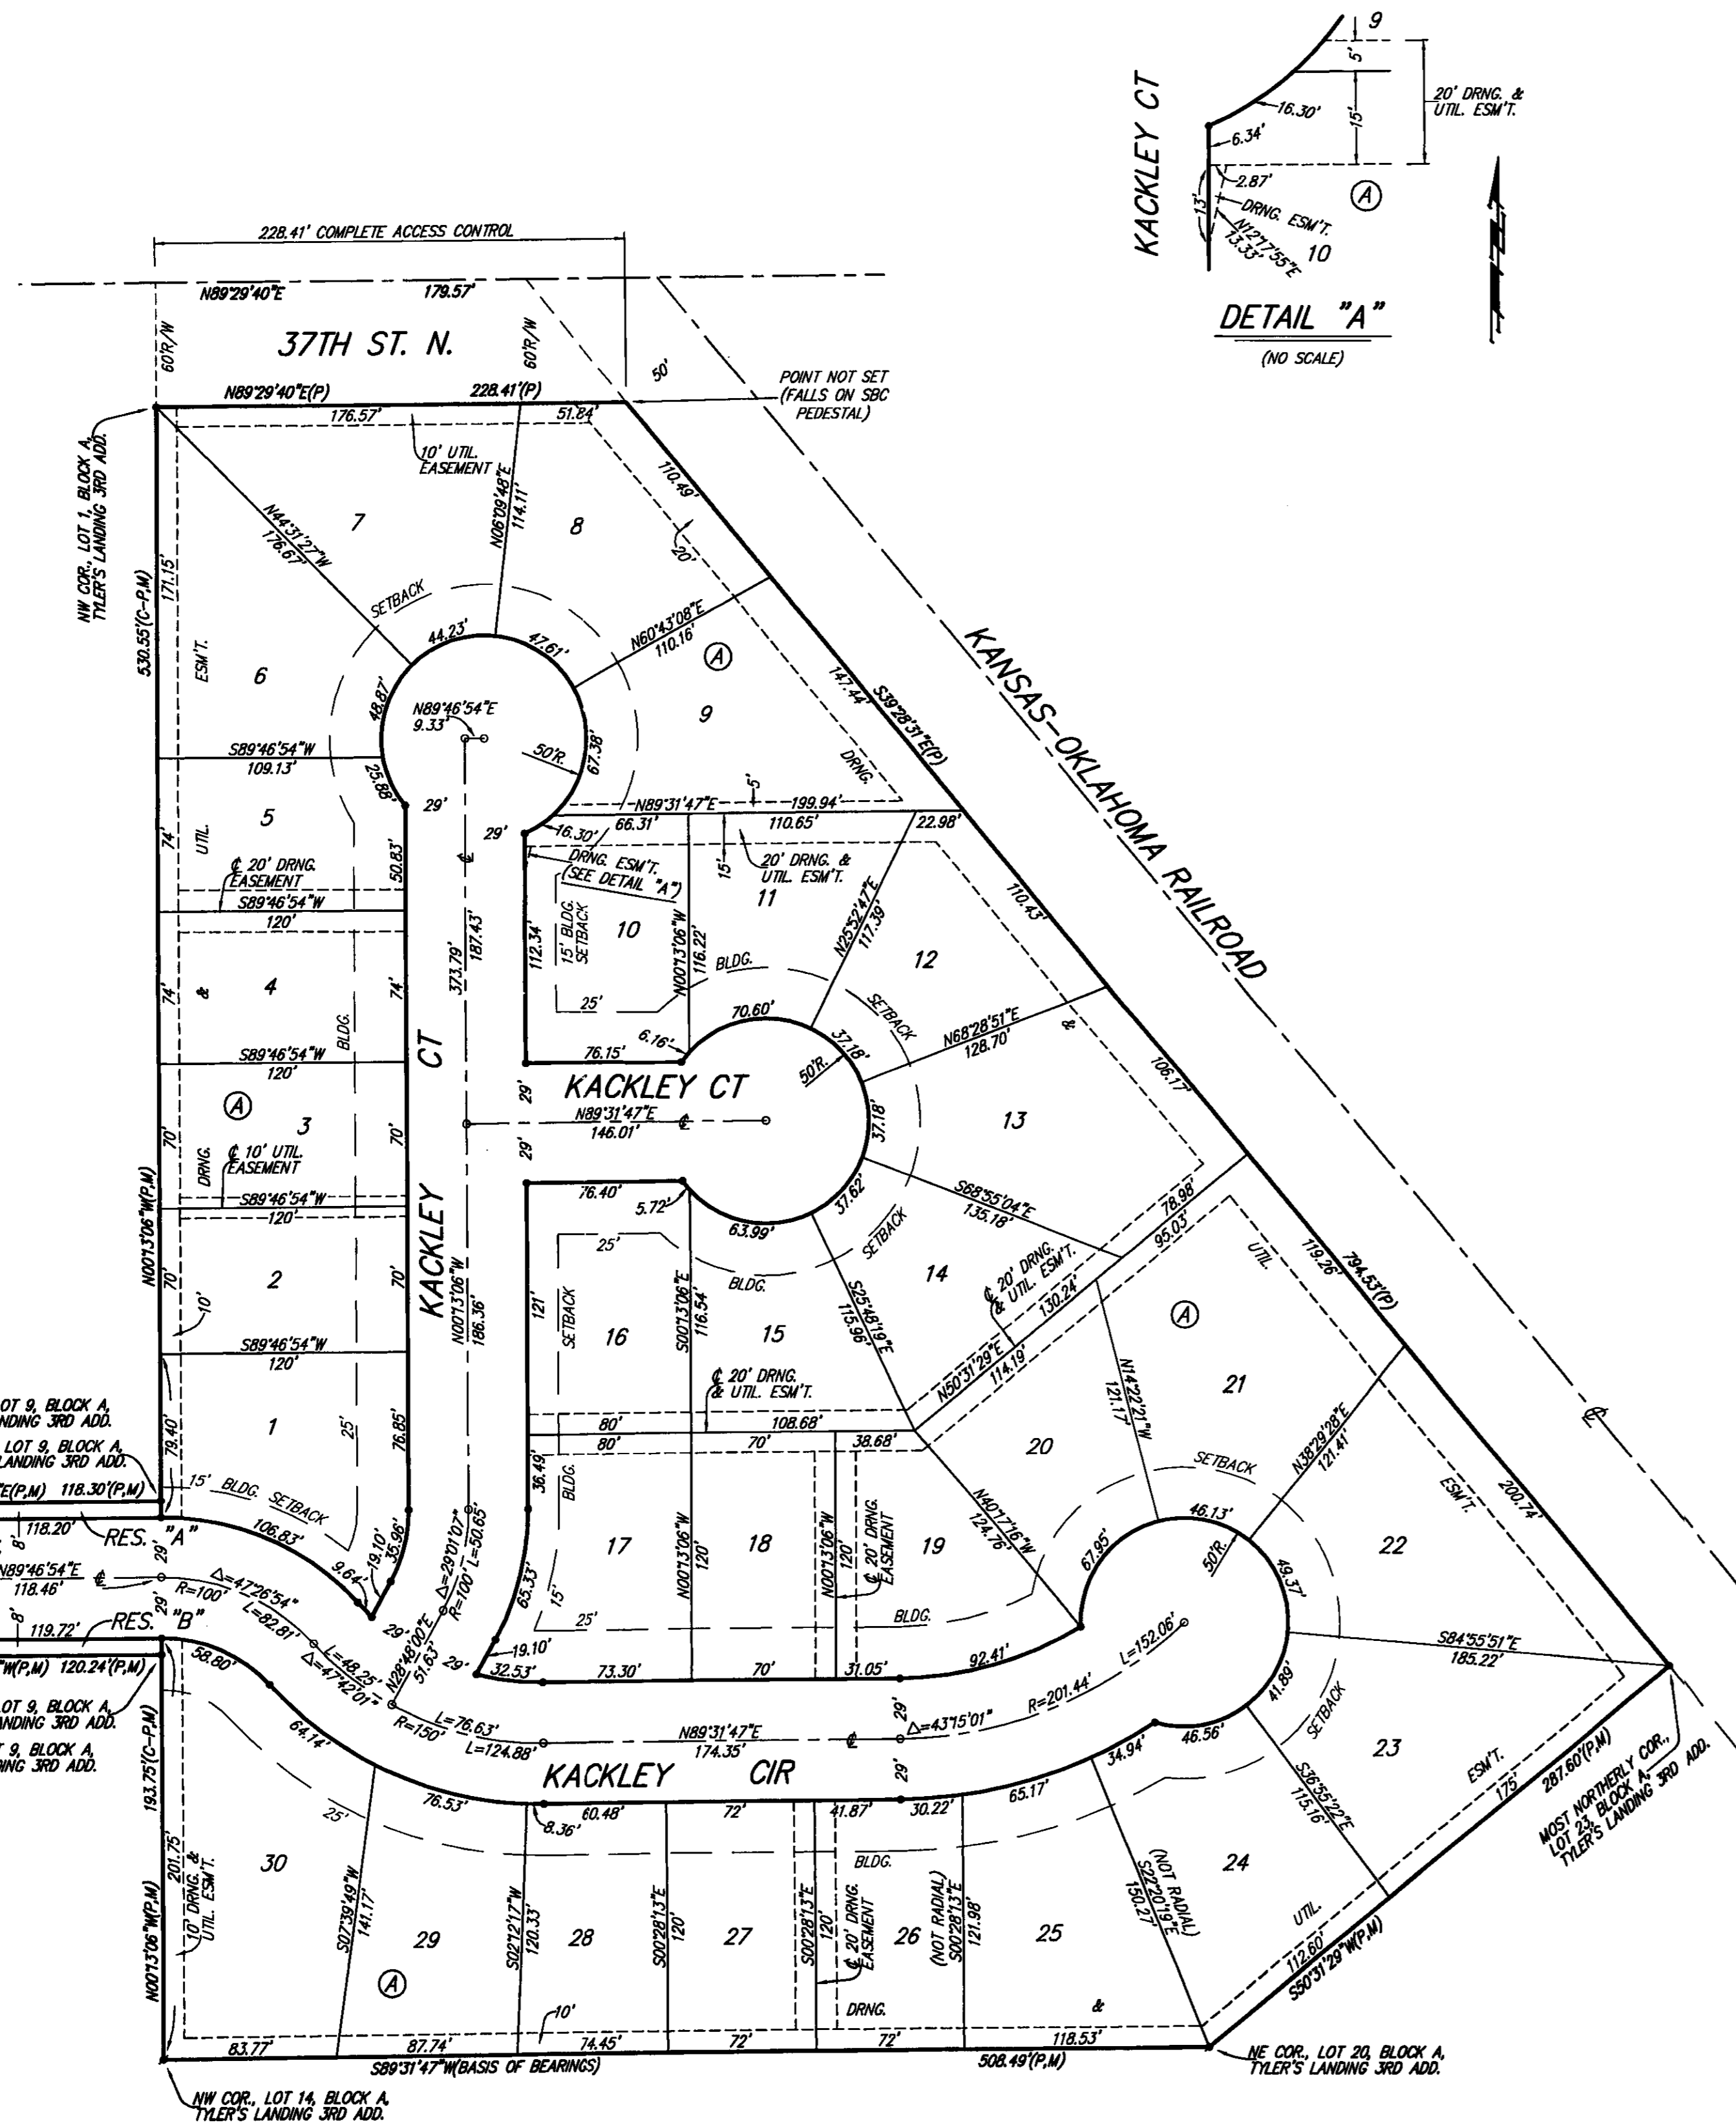 KACKLEY CT
9
5'
16.30'
15'
20' DRNG. &
UTIL. ESM'T.
6.34'
2.87'
13'
DRNG. ESM'T.
N12°17'55"E
13.33'
A
10
DETAIL "A"
(NO SCALE)
228.41' COMPLETE ACCESS CONTROL
N89°29'40"E 179.57'
60'R/W
37TH ST. N.
60'R/W
50'
POINT NOT SET
(FALLS ON SBC
PEDESTAL)
N89°29'40"E(P) 228.41'(P)
176.57' 51.84'
10' UTIL.
EASEMENT
NW COR., LOT 1, BLOCK A,
TYLER'S LANDING 3RD ADD.
530.55'(C-P,M)
171.15'
N44°31'27"W
176.67'
7
N06°09'48"E
114.11'
8
110.49'
20'
SETBACK
44.23'
47.61'
N60°43'08"E
110.16'
A
ESM'T.
6
48.87'
N89°46'54"E
9.33'
50'R.
67.38'
9
147.44'
S39°28'31"E(P)
KANSAS-OKLAHOMA RAILROAD
DRNG.
S89°46'54"W
109.13'
25.88'
29'
29'
5
UTIL.
74'
50.83'
℄ 20' DRNG.
EASEMENT
S89°46'54"W
120'
N89°31'47"E 199.94'
5'
16.30'
66.31'
110.65'
22.98'
DRNG. ESM'T.
(SEE DETAIL "A")
15'
20' DRNG. &
UTIL. ESM'T.
11
10
15' BLDG.
SETBACK
25'
112.34'
N00°13'06"W
116.22'
N25°52'47"E
117.39'
110.43'
12
BLDG.
SETBACK
℄
373.79'
187.43'
74'
&
4
74'
BLDG.
S89°46'54"W
120'
6.16'
70.60'
37.18'
76.15'
50'R.
N68°28'51"E
128.70'
&
106.17'
KACKLEY CT
29'
N89°31'47"E
146.01'
℄
29'
37.18'
13
A
3
70'
70'
DRNG.
℄ 10' UTIL.
EASEMENT
S89°46'54"W
120'
KACKLEY CT
76.40'
5.72'
63.99'
37.62'
S68°55'04"E
135.18'
78.98'
95.03'
SETBACK
25'
BLDG.
UTIL.
119.26'
794.53'(P)
N00°13'06"W(P,M)
70'
2
70'
10'
S89°46'54"W
120'
N00°13'06"W
186.36'
121'
SETBACK
16
S00°13'06"E
116.54'
15
S25°48'19"E
115.96'
14
℄ 20' DRNG.
& UTIL. ESM'T.
130.24'
N50°31'29"E
114.19'
A
N14°22'21"W
121.17'
21
N38°29'28"E
121.41'
℄ 20' DRNG.
& UTIL. ESM'T.
80' 108.68'
80' 70' 38.68'
20
SETBACK
ESM'T.
200.74'
℄
OT 9, BLOCK A,
NDING 3RD ADD.
LOT 9, BLOCK A,
LANDING 3RD ADD.
"E(P,M) 118.30'(P,M)
79.40'
1
25'
76.85'
15' BLDG. SETBACK
118.20'
8'
RES. "A"
106.83'
9.64'
19.10'
35.96'
36.49'
BLDG.
Δ=29°01'07"
R=100' L=50.65'
65.33'
17
15'
25'
N00°13'06"W
120'
18
N00°13'06"W
120'
℄ 20' DRNG.
EASEMENT
19
N40°17'16"W
124.76'
67.95'
46.13'
50'R.
49.37'
22
N89°46'54"E
118.46'
℄
29'
R=100'
Δ=47°26'54"
L=82.81'
29'
8'
119.72'
RES. "B"
29'
L=48.25'
Δ=47°42'01"
N28°48'00"E
51.63'
29'
19.10'
32.53'
73.30'
70'
31.05'
BLDG.
92.41'
L=152.06'
S84°55'51"E
185.22'
"W(P,M) 120.24'(P,M)
58.80'
LOT 9, BLOCK A,
ANDING 3RD ADD.
T 9, BLOCK A,
DING 3RD ADD.
64.14'
R=150'
L=76.63'
L=124.88'
N89°31'47"E
174.35'
℄
29'
Δ=43°15'01"
R=201.44'
29'
41.89'
46.56'
34.94'
SETBACK
23
ESM'T.
175'
287.60'(P,M)
MOST NORTHERLY COR.,
LOT 23, BLOCK A,
TYLER'S LANDING 3RD ADD.
193.75'(C-P,M)
201.75'
25'
76.53'
KACKLEY CIR
8.36'
60.48'
72'
41.87'
30.22'
65.17'
S36°55'22"E
115.16'
N00°13'06"W(P,M)
10' DRNG. &
UTIL. ESM'T.
30
S07°39'49"W
141.17'
29
A
S02°12'17"W
120.33'
28
S00°28'13"E
120'
27
S00°28'13"E
120'
BLDG.
℄ 20' DRNG.
EASEMENT
26
(NOT RADIAL)
S00°28'13"E
121.98'
25
(NOT RADIAL)
S22°20'19"E
150.27'
24
UTIL.
112.60'
S50°31'29"W(P,M)
10'
DRNG.
&
83.77' 87.74' 74.45' 72' 72' 118.53'
S89°31'47"W(BASIS OF BEARINGS) 508.49'(P,M)
NE COR., LOT 20, BLOCK A,
TYLER'S LANDING 3RD ADD.
NW COR., LOT 14, BLOCK A,
TYLER'S LANDING 3RD ADD.